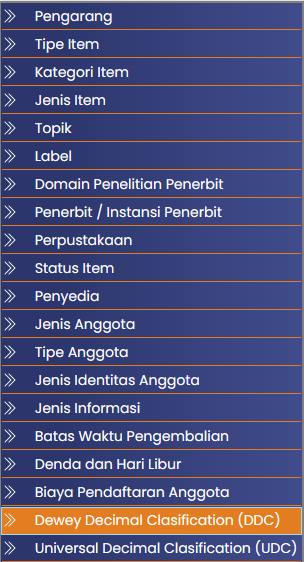 Pengarang
Tipe Item
Kategori Item
Jenis Item
Topik
Label
Domain Penelitian Penerbit
Penerbit / Instansi Penerbit
Perpustakaan
Status Item
Penyedia
Jenis Anggota
Tipe Anggota
Jenis Identitas Anggota
Jenis Informasi
Batas Waktu Pengembalian
Denda dan Hari Libur
Biaya Pendaftaran Anggota
Dewey Decimal Clasification (DDC)
Universal Decimal Clasification (UDC)